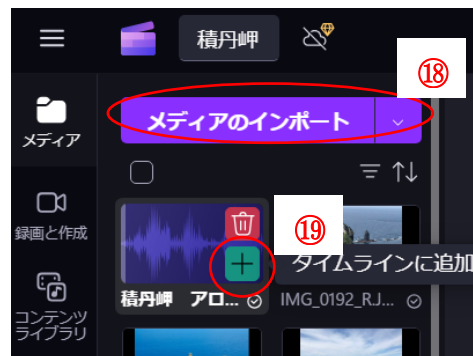 積丹岬
⑱
メディアのインポート
メディア
録画と作成
⑲
タイムラインに追加
積丹岬 アロ...
IMG_0192_RJ...
コンテンツ
ライブラリ